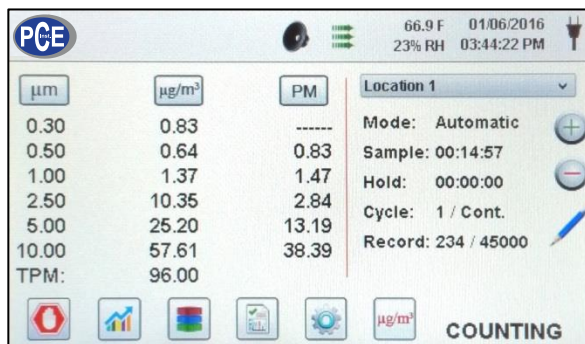 PCE Inst.
66.9 F 01/06/2016
23% RH 03:44:22 PM
µm µg/m³ PM
0.30 0.83 ------
0.50 0.64 0.83
1.00 1.37 1.47
2.50 10.35 2.84
5.00 25.20 13.19
10.00 57.61 38.39
TPM: 96.00
Location 1
Mode: Automatic
Sample: 00:14:57
Hold: 00:00:00
Cycle: 1 / Cont.
Record: 234 / 45000
µg/m³
COUNTING